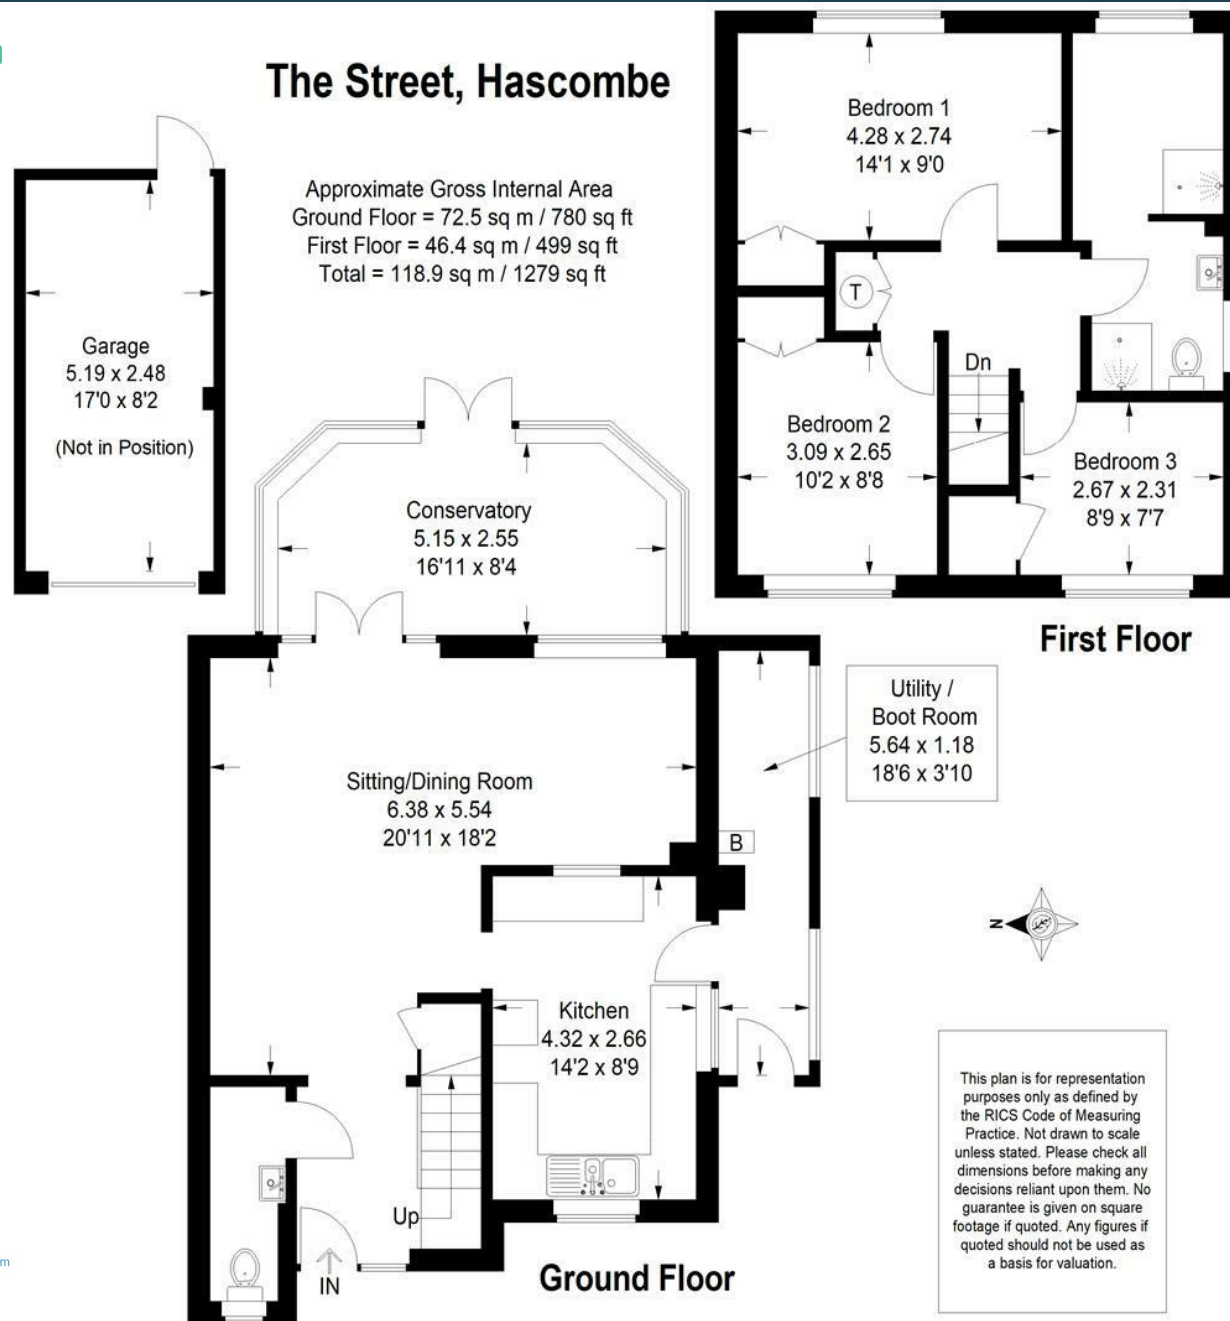 The Street, Hascombe
Approximate Gross Internal Area
Ground Floor = 72.5 sq m / 780 sq ft
First Floor = 46.4 sq m / 499 sq ft
Total = 118.9 sq m / 1279 sq ft
Garage
5.19 x 2.48
17'0 x 8'2
(Not in Position)
Bedroom 1
4.28 x 2.74
14'1 x 9'0
T
Dn
Bedroom 2
3.09 x 2.65
10'2 x 8'8
Bedroom 3
2.67 x 2.31
8'9 x 7'7
First Floor
Conservatory
5.15 x 2.55
16'11 x 8'4
Utility /
Boot Room
5.64 x 1.18
18'6 x 3'10
Sitting/Dining Room
6.38 x 5.54
20'11 x 18'2
B
N
Kitchen
4.32 x 2.66
14'2 x 8'9
Up
IN
Ground Floor
This plan is for representation
purposes only as defined by
the RICS Code of Measuring
Practice. Not drawn to scale
unless stated. Please check all
dimensions before making any
decisions reliant upon them. No
guarantee is given on square
footage if quoted. Any figures if
quoted should not be used as
a basis for valuation.
m